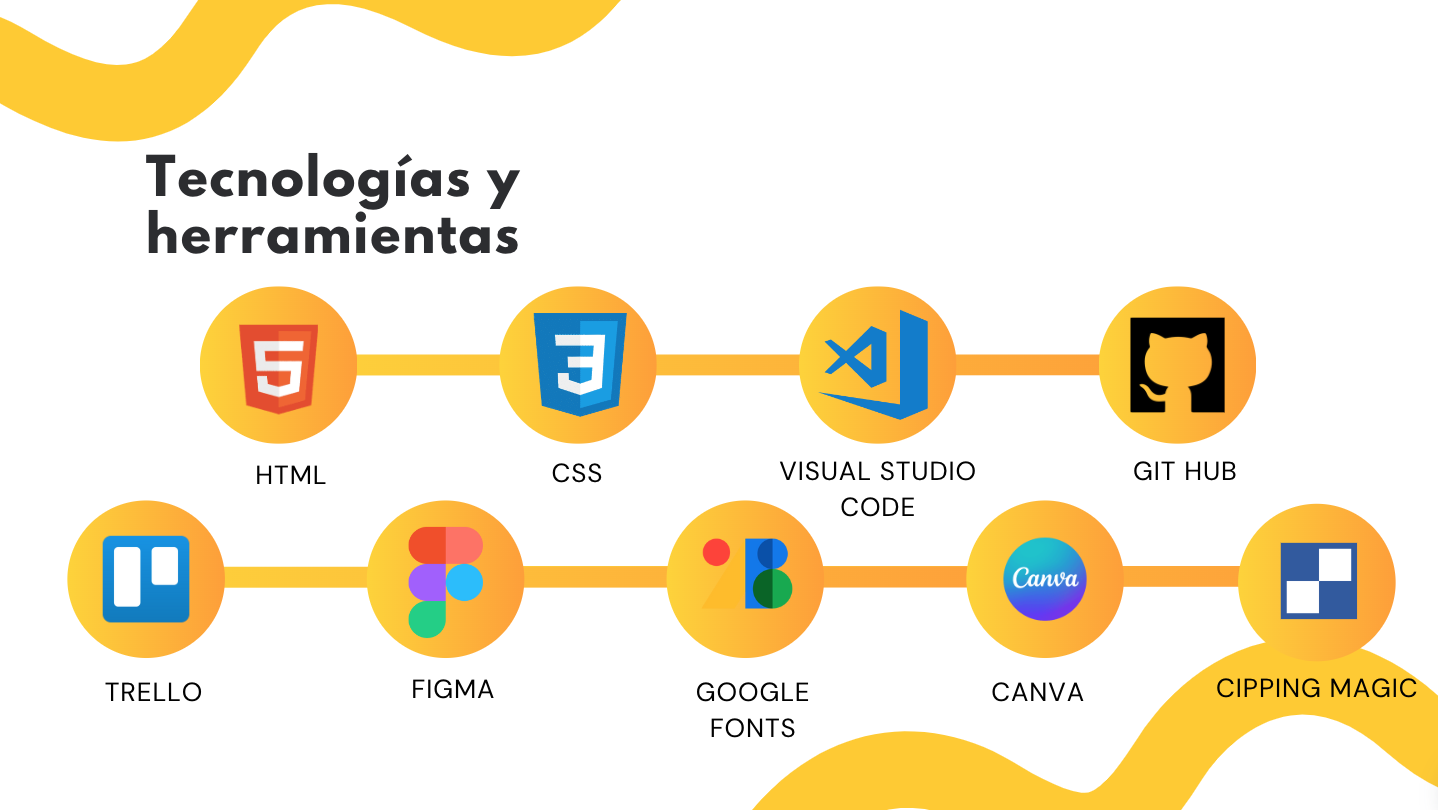 Tecnologías y
herramientas
HTML
CSS
VISUAL STUDIO
CODE
GIT HUB
Canva
TRELLO
FIGMA
GOOGLE
FONTS
CANVA
CIPPING MAGIC